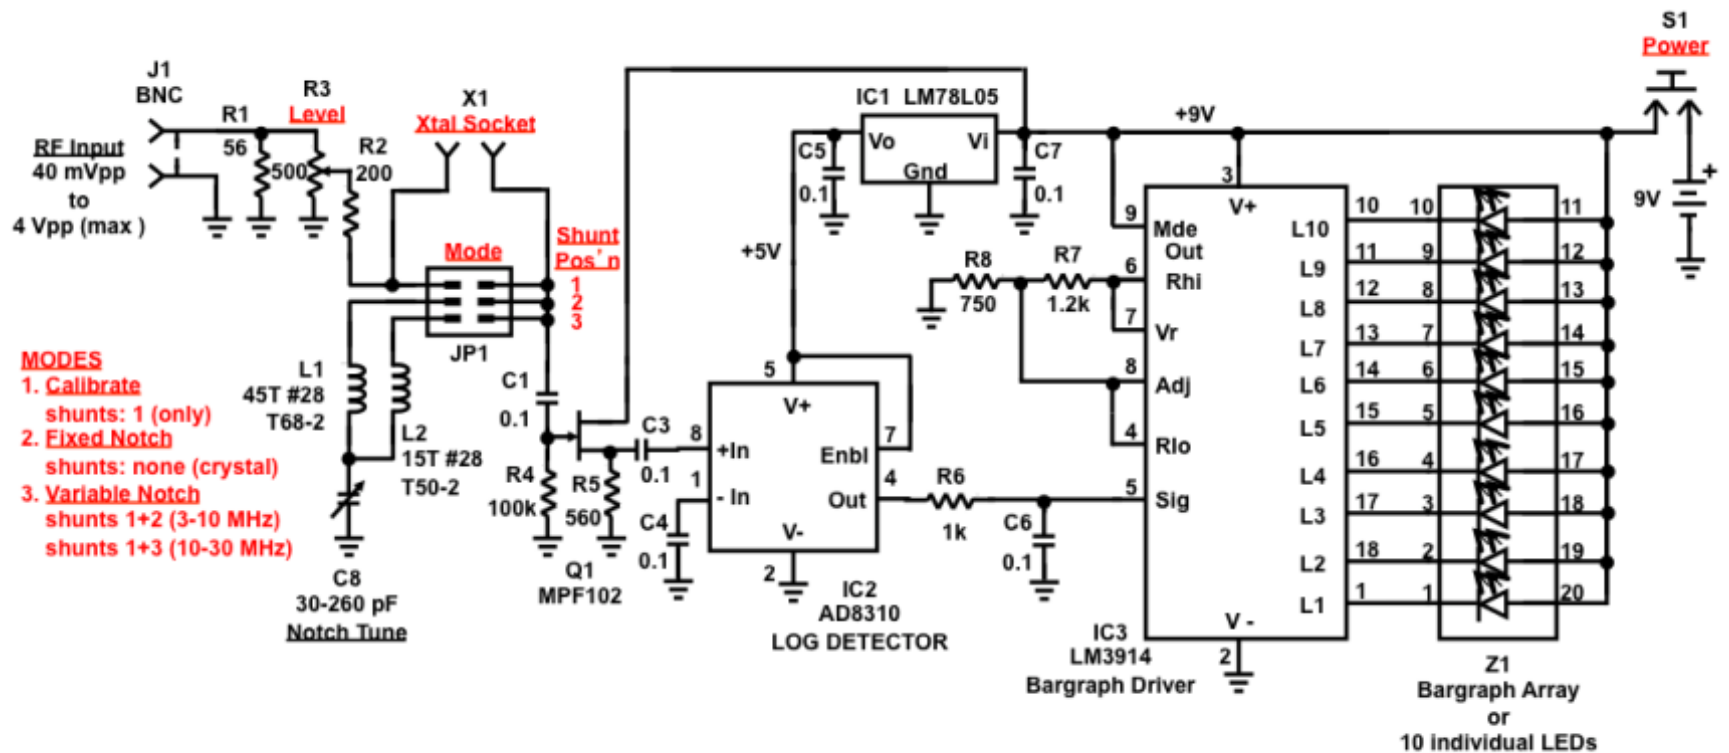 S1
Power
J1
BNC
R3
Level
X1
Xtal Socket
IC1 LM78L05
+9V
R1
56
R2
200
500
RF Input
40 mVpp
to
4 Vpp (max )
C5
0.1
Vo
Vi
Gnd
C7
0.1
3
V+
9V
+
Mode
Shunt
Pos'n
1
2
3
JP1
+5V
R8
750
R7
1.2k
9
Mde
Out
6
Rhi
7
Vr
8
Adj
4
Rlo
5
Sig
L10
10
10
11
L9
11
9
12
L8
12
8
13
L7
13
7
14
L6
14
6
15
L5
15
5
16
L4
16
4
17
L3
17
3
18
L2
18
2
19
L1
1
1
20
MODES
1. Calibrate
shunts: 1 (only)
2. Fixed Notch
shunts: none (crystal)
3. Variable Notch
shunts 1+2 (3-10 MHz)
shunts 1+3 (10-30 MHz)
L1
45T #28
T68-2
L2
15T #28
T50-2
C8
30-260 pF
Notch Tune
C1
0.1
R4
100k
R5
560
C3
0.1
C4
0.1
Q1
MPF102
5
V+
8
+In
1
- In
7
Enbl
4
Out
V-
2
R6
1k
C6
0.1
IC2
AD8310
LOG DETECTOR
V -
2
IC3
LM3914
Bargraph Driver
Z1
Bargraph Array
or
10 individual LEDs